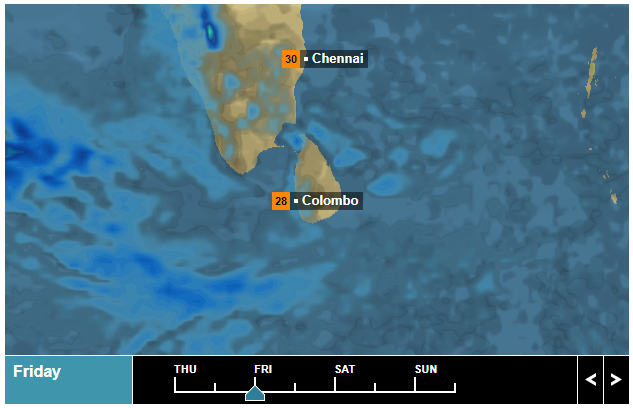 30 Chennai
28 Colombo
Friday
THU FRI SAT SUN
< >